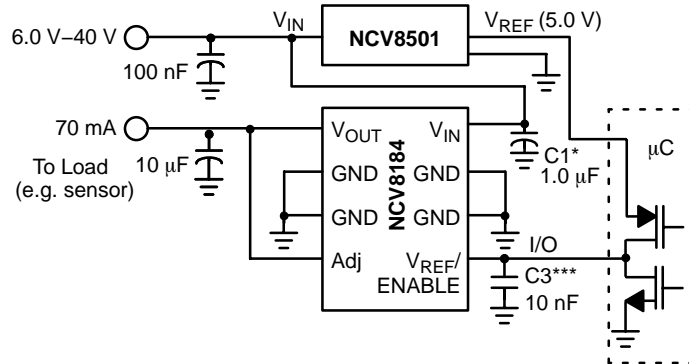 6.0 V–40 V
V_IN
NCV8501
V_REF (5.0 V)
100 nF
70 mA
V_OUT
V_IN
To Load
(e.g. sensor)
10 μF
GND
GND
NCV8184
C1*
1.0 μF
μC
GND
GND
I/O
Adj
V_REF/
ENABLE
C3***
10 nF